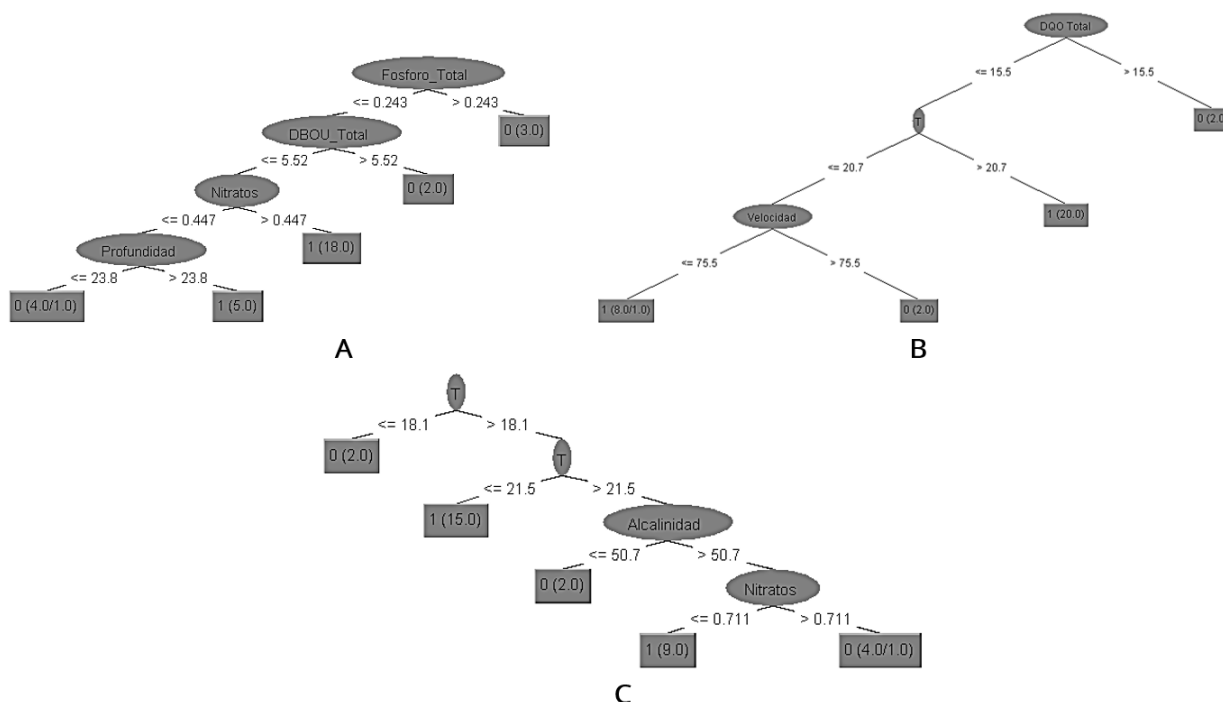 Fosforo_Total
<= 0.243 > 0.243
DBOU_Total 0 (3.0)
<= 5.52 > 5.52
Nitratos 0 (2.0)
<= 0.447 > 0.447
Profundidad 1 (18.0)
<= 23.8 > 23.8
0 (4.0/1.0) 1 (5.0)
A
DQO Total
<= 15.5 > 15.5
T 0 (2.0)
<= 20.7 > 20.7
Velocidad 1 (20.0)
<= 75.5 > 75.5
1 (8.0/1.0) 0 (2.0)
B
T
<= 18.1 > 18.1
0 (2.0) T
<= 21.5 > 21.5
1 (15.0) Alcalinidad
<= 50.7 > 50.7
0 (2.0) Nitratos
<= 0.711 > 0.711
1 (9.0) 0 (4.0/1.0)
C